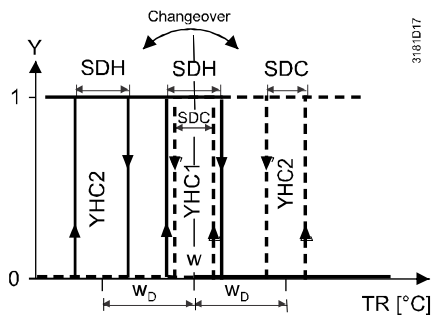 Changeover
3181D17
Y
SDH SDH SDC
1
SDC
YHC2 YHC1 YHC2
w
0
wD wD
TR [°C]